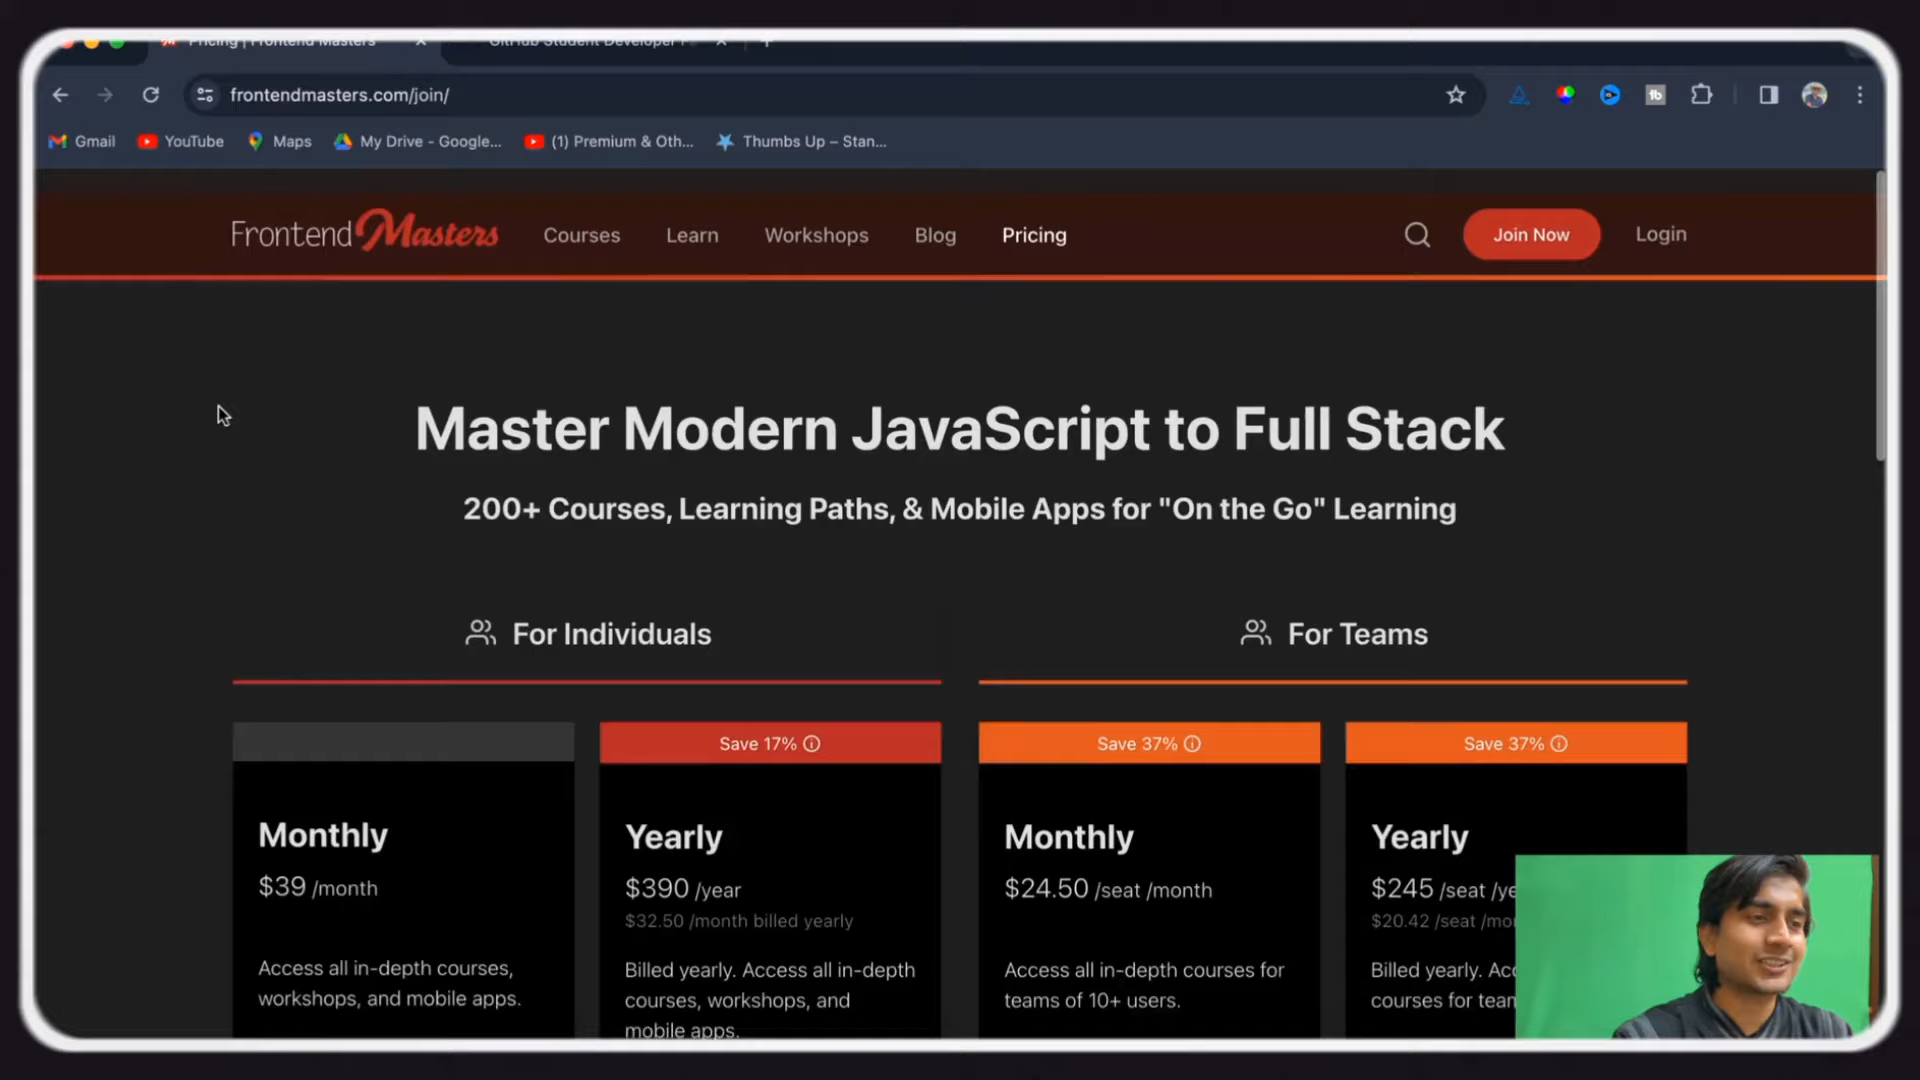 Pricing | Frontend Masters
GitHub Student Developer P
frontendmasters.com/join/
Gmail YouTube Maps My Drive - Google... (1) Premium & Oth... Thumbs Up – Stan...
Frontend Masters Courses Learn Workshops Blog Pricing Join Now Login
Master Modern JavaScript to Full Stack
200+ Courses, Learning Paths, & Mobile Apps for "On the Go" Learning
For Individuals
For Teams
Save 17%
Save 37%
Save 37%
Monthly
$39 /month
Access all in-depth courses,
workshops, and mobile apps.
Yearly
$390 /year
$32.50 /month billed yearly
Billed yearly. Access all in-depth
courses, workshops, and
mobile apps.
Monthly
$24.50 /seat /month
Access all in-depth courses for
teams of 10+ users.
Yearly
$245 /seat /ye
$20.42 /seat /mo
Billed yearly. Acc
courses for team